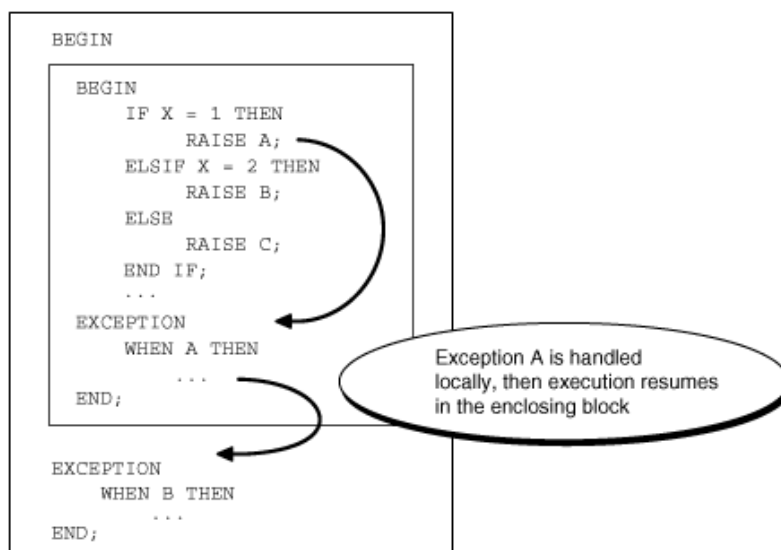 BEGIN
BEGIN
IF X = 1 THEN
RAISE A;
ELSIF X = 2 THEN
RAISE B;
ELSE
RAISE C;
END IF;
...
EXCEPTION
WHEN A THEN
...
END;
Exception A is handled
locally, then execution resumes
in the enclosing block
EXCEPTION
WHEN B THEN
...
END;